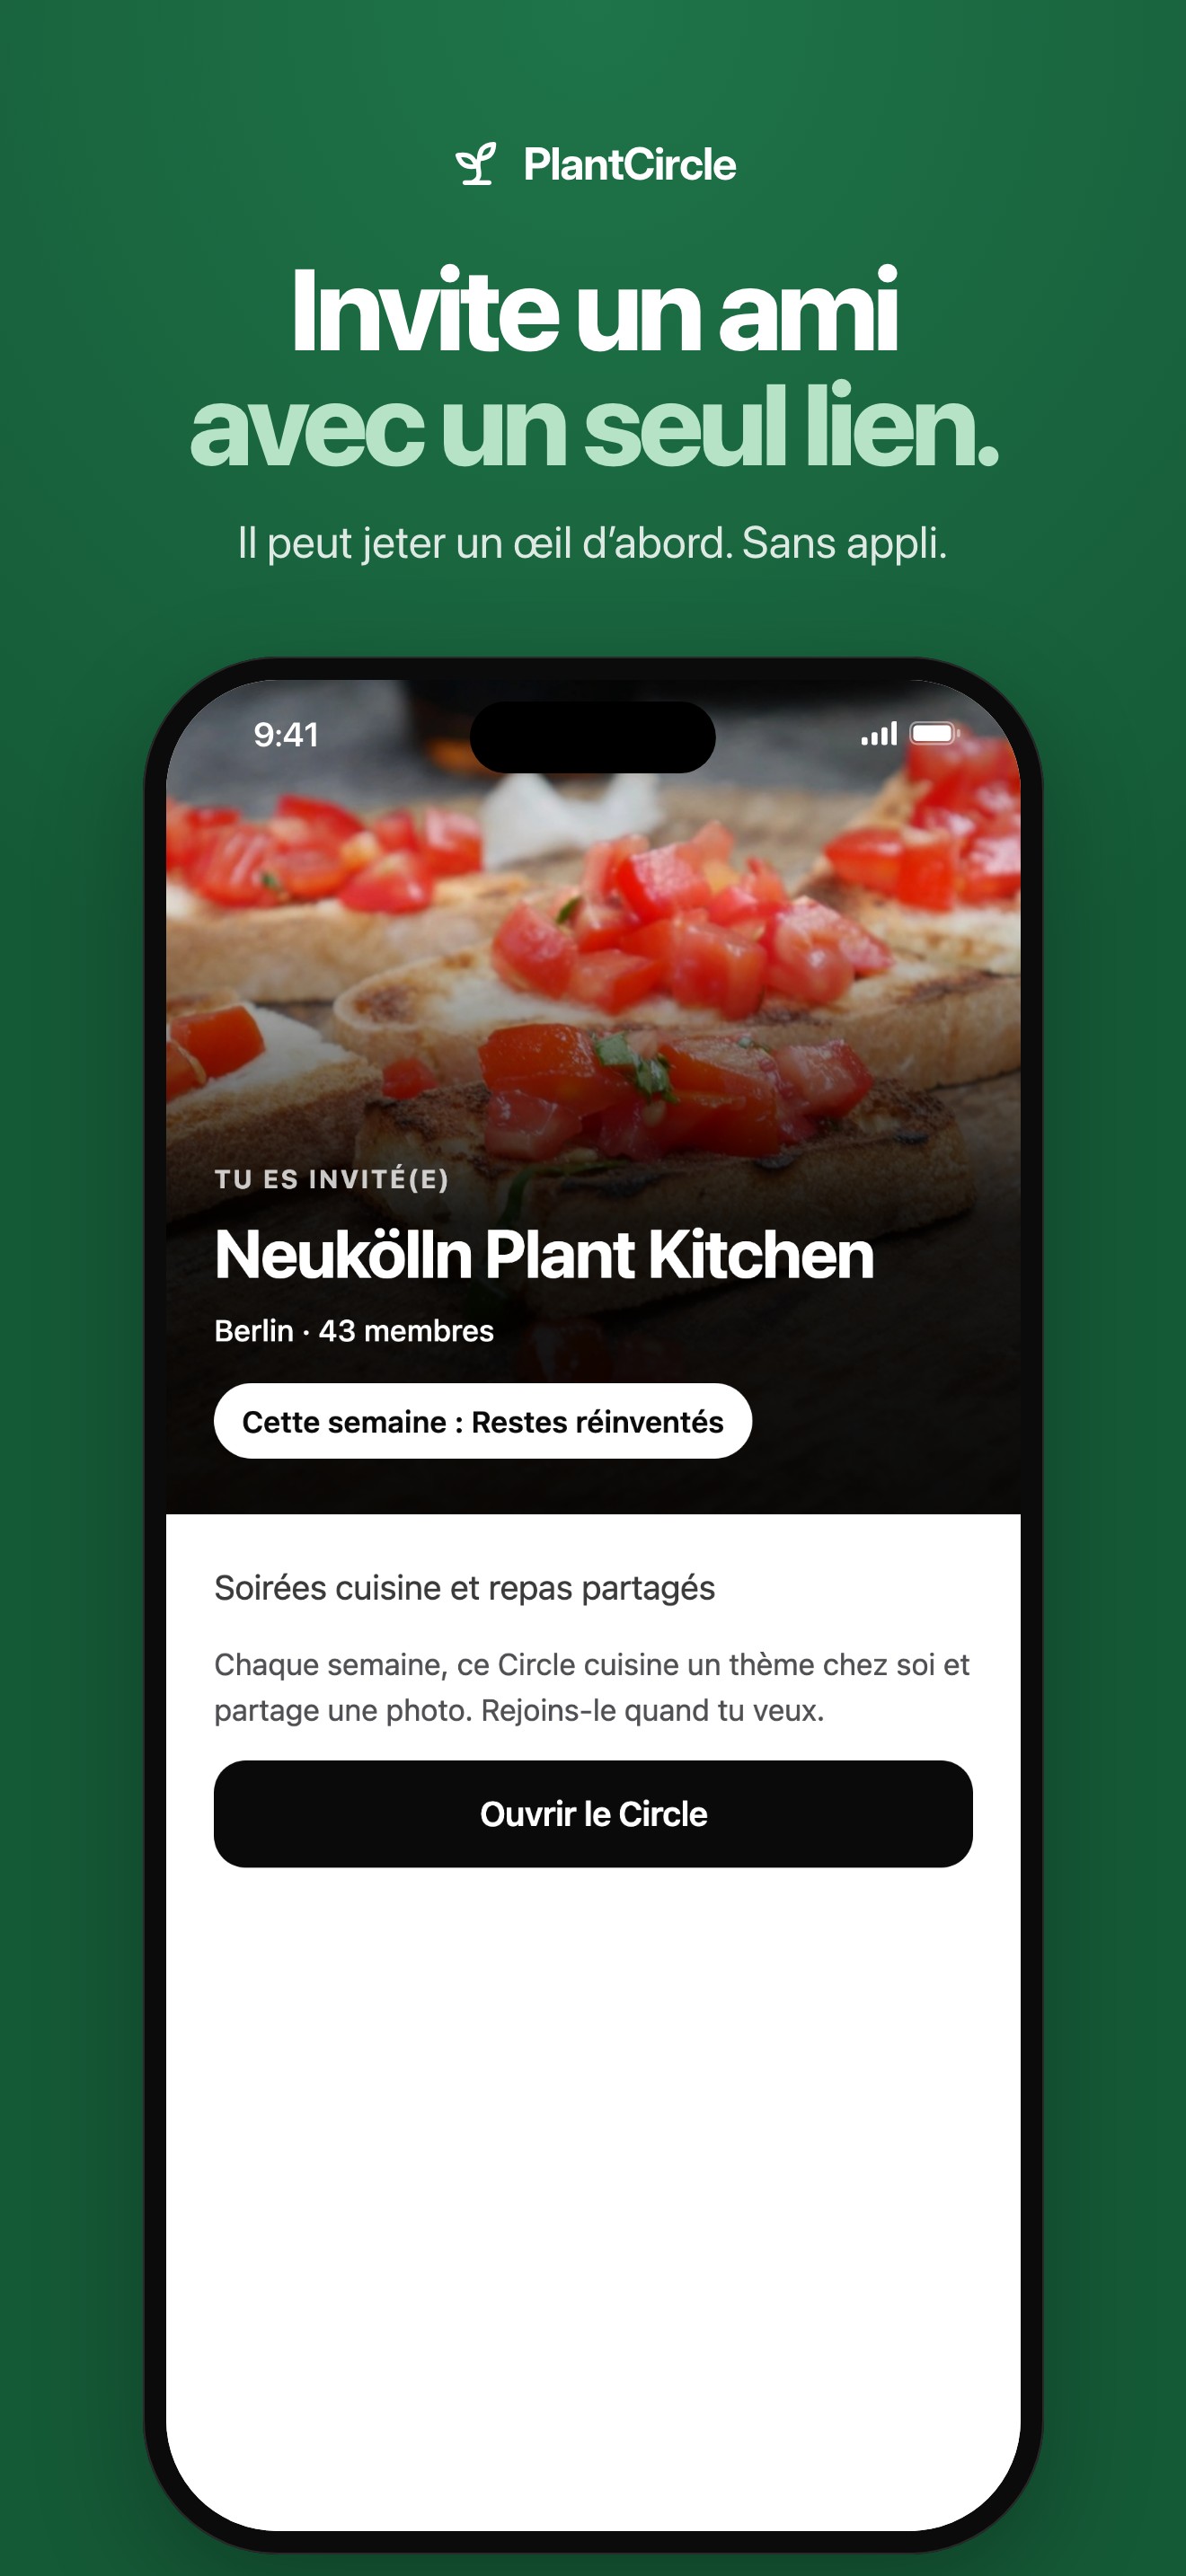 PlantCircle
Invite un ami
avec un seul lien.
Il peut jeter un œil d’abord. Sans appli.
9:41
TU ES INVITÉ(E)
Neukölln Plant Kitchen
Berlin · 43 membres
Cette semaine : Restes réinventés
Soirées cuisine et repas partagés
Chaque semaine, ce Circle cuisine un thème chez soi et
partage une photo. Rejoins-le quand tu veux.
Ouvrir le Circle